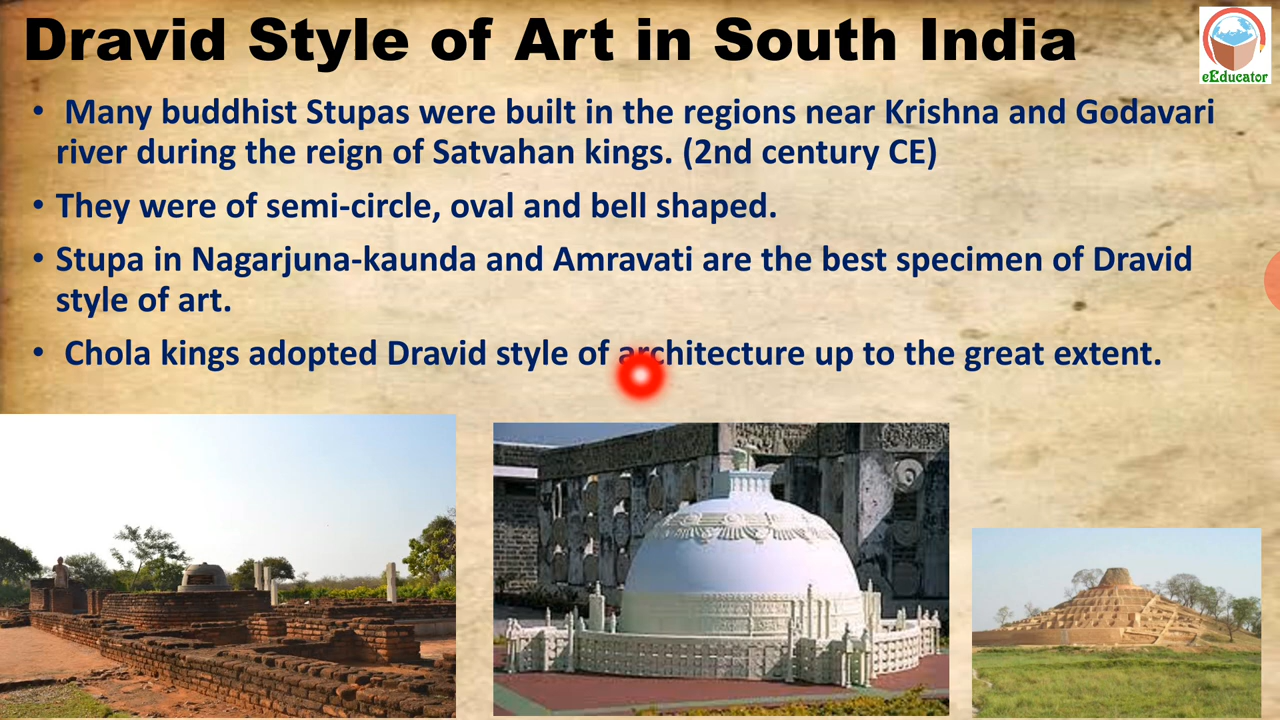 Dravid Style of Art in South India
eEducator
• Many buddhist Stupas were built in the regions near Krishna and Godavari
river during the reign of Satvahan kings. (2nd century CE)
• They were of semi-circle, oval and bell shaped.
• Stupa in Nagarjuna-kaunda and Amravati are the best specimen of Dravid
style of art.
• Chola kings adopted Dravid style of architecture up to the great extent.